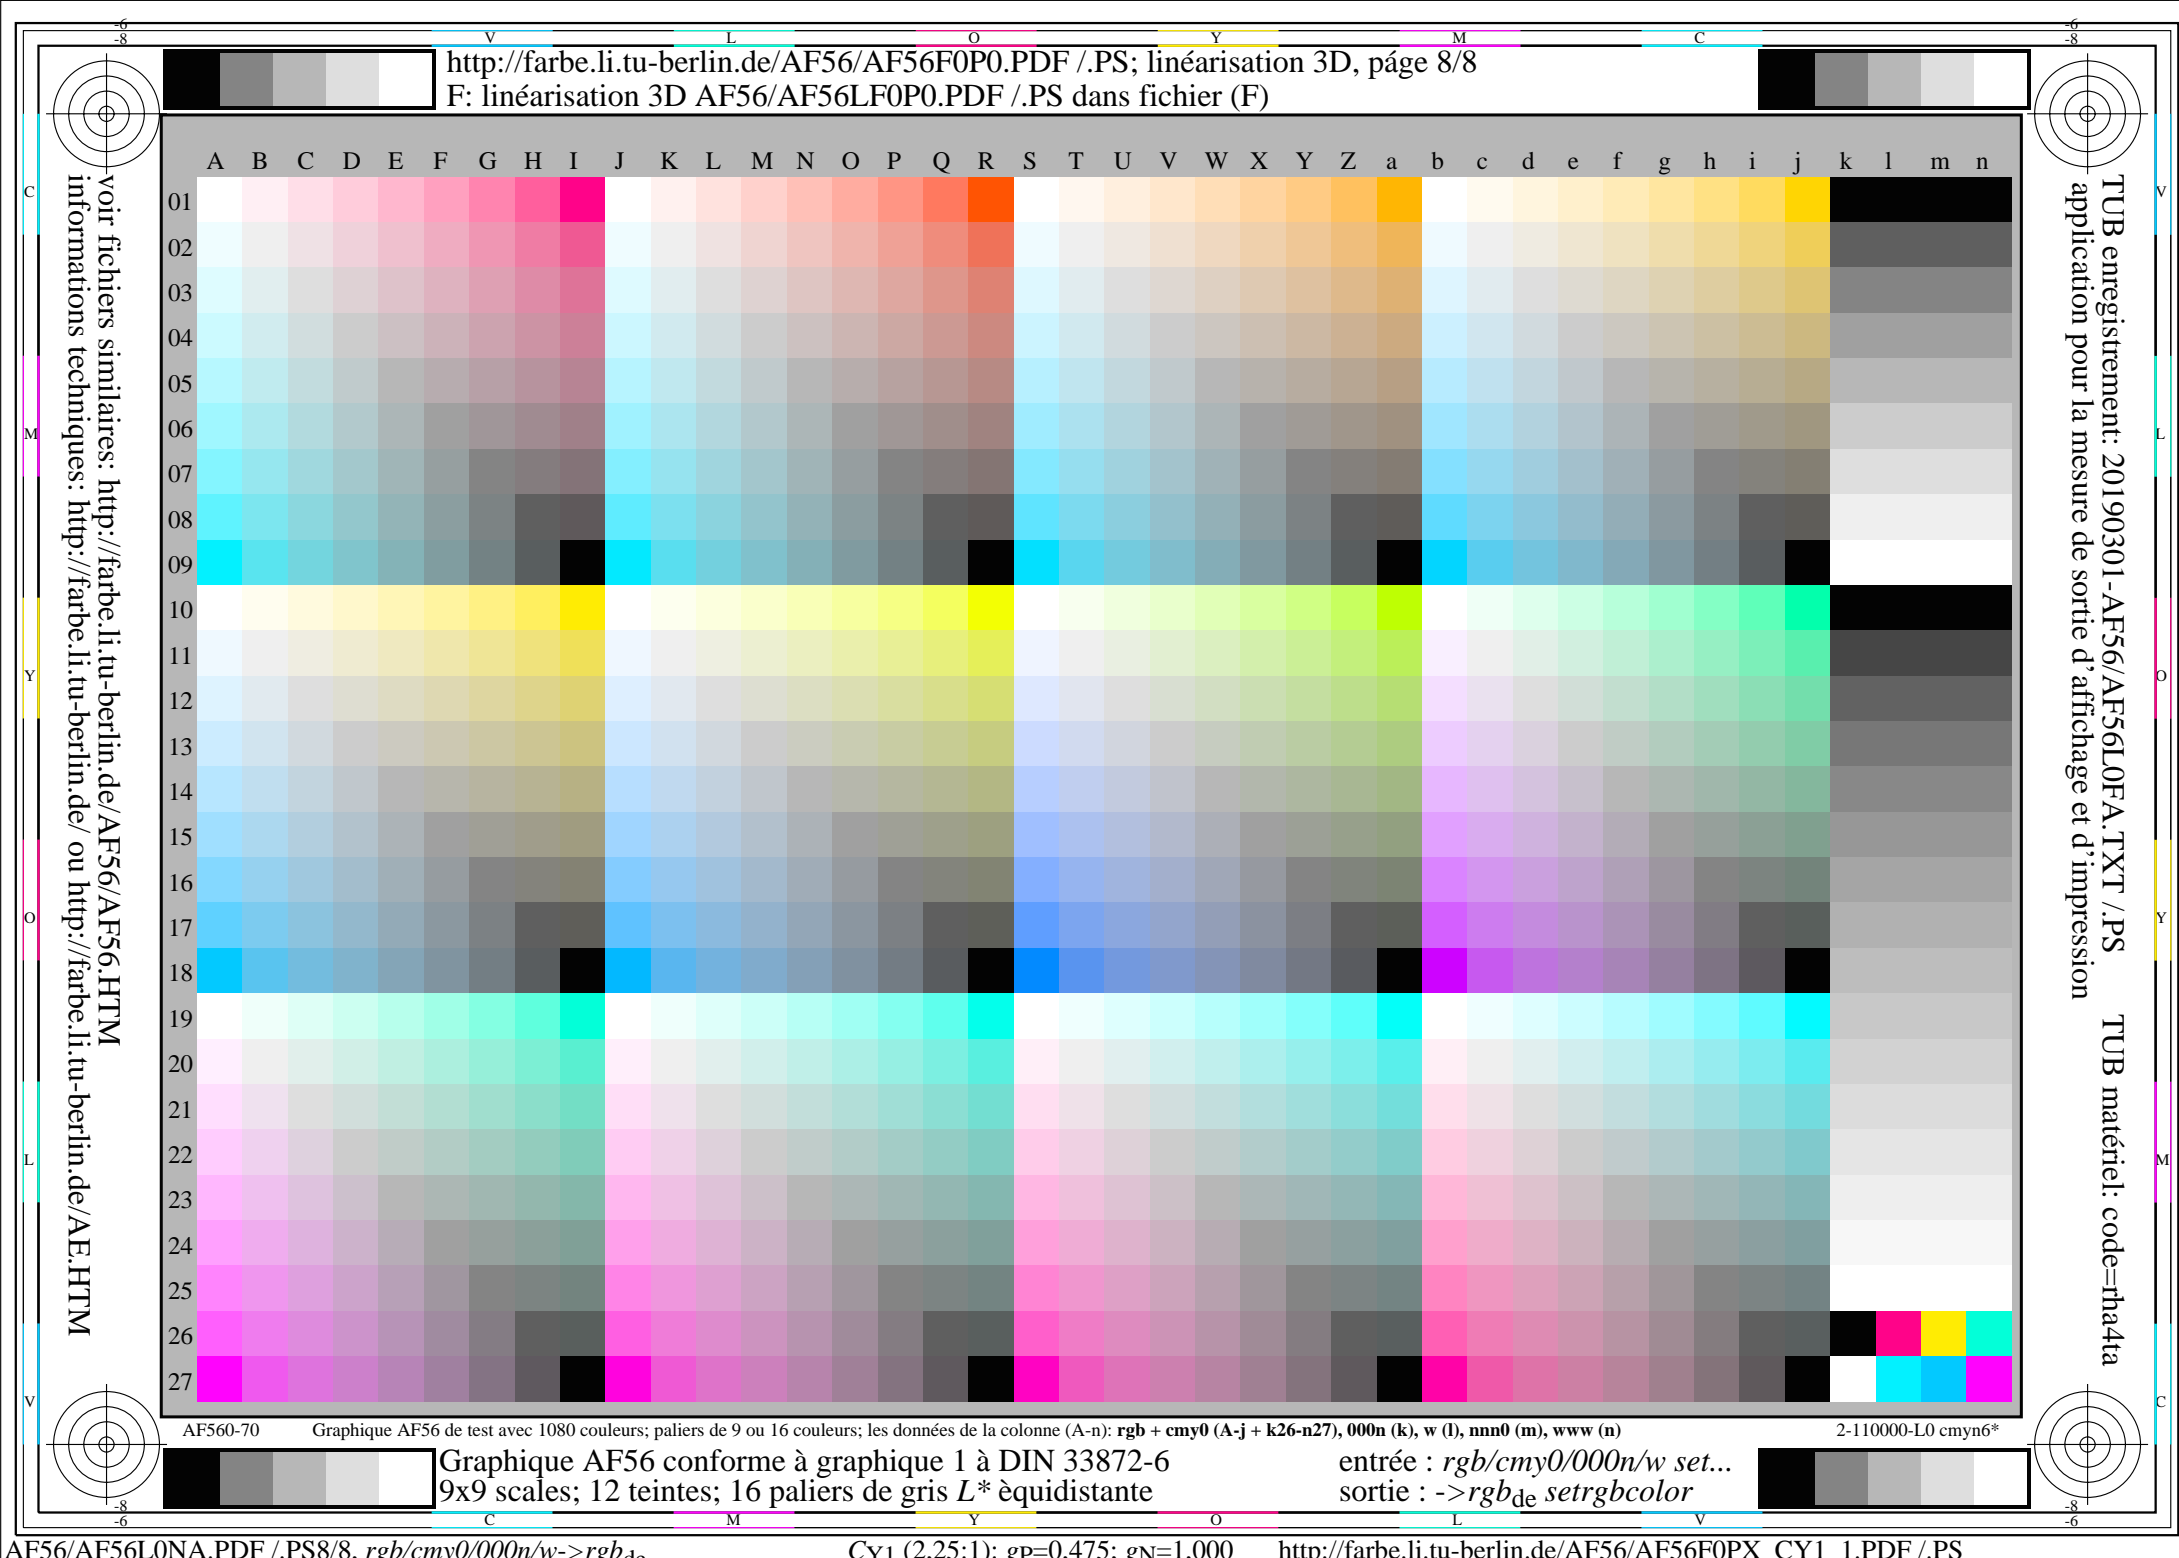 -6
-8
V L O Y M C
-6
-8
http://farbe.li.tu-berlin.de/AF56/AF56F0P0.PDF /.PS; linéarisation 3D, páge 8/8
F: linéarisation 3D AF56/AF56LF0P0.PDF /.PS dans fichier (F)
A B C D E F G H I J K L M N O P Q R S T U V W X Y Z a b c d e f g h i j k l m n
01
02
03
04
05
06
07
08
09
10
11
12
13
14
15
16
17
18
19
20
21
22
23
24
25
26
27
C
M
Y
O
L
V
voir fichiers similaires: http://farbe.li.tu-berlin.de/AF56/AF56.HTM
informations techniques: http://farbe.li.tu-berlin.de/ ou http://farbe.li.tu-berlin.de/AE.HTM
TUB enregistrement: 20190301-AF56/AF56L0FA.TXT /.PS TUB matériel: code=rha4ta
application pour la mesure de sortie d'affichage et d'impression
V
L
O
Y
M
C
AF560-70 Graphique AF56 de test avec 1080 couleurs; paliers de 9 ou 16 couleurs; les données de la colonne (A-n): rgb + cmy0 (A-j + k26-n27), 000n (k), w (l), nnn0 (m), www (n) 2-110000-L0 cmyn6*
Graphique AF56 conforme à graphique 1 à DIN 33872-6 entrée : rgb/cmy0/000n/w set...
9x9 scales; 12 teintes; 16 paliers de gris L* èquidistante sortie : ->rgbde setrgbcolor
-8
-6
C M Y O L V
-8
-6
AF56/AF56L0NA.PDF /.PS8/8, rgb/cmy0/000n/w->rgbde CY1 (2.25:1): gP=0.475; gN=1.000 http://farbe.li.tu-berlin.de/AF56/AF56F0PX_CY1_1.PDF /.PS